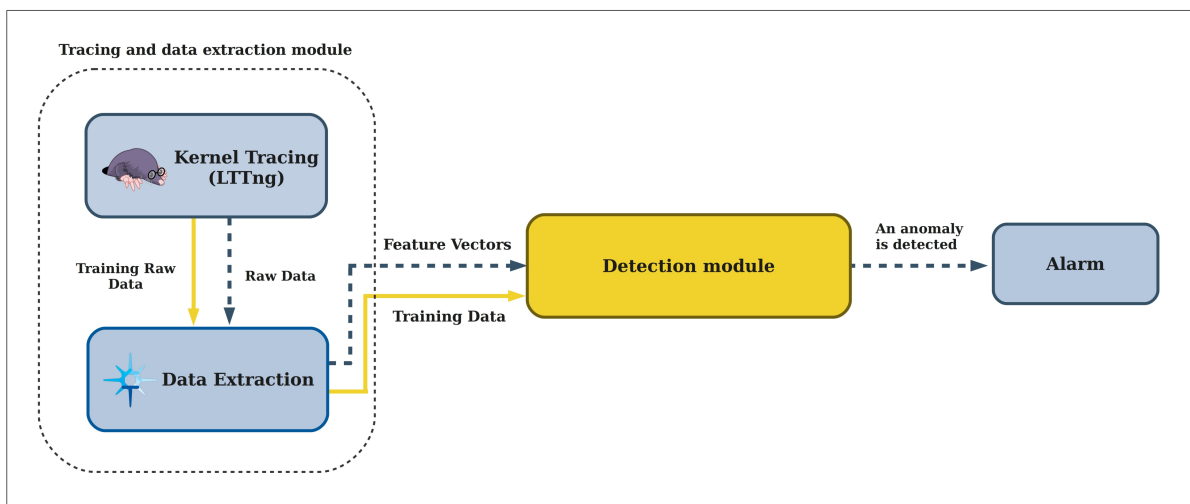 Tracing and data extraction module
Kernel Tracing
(LTTng)
Training Raw
Data
Raw Data
Data Extraction
Feature Vectors
Training Data
Detection module
An anomaly
is detected
Alarm